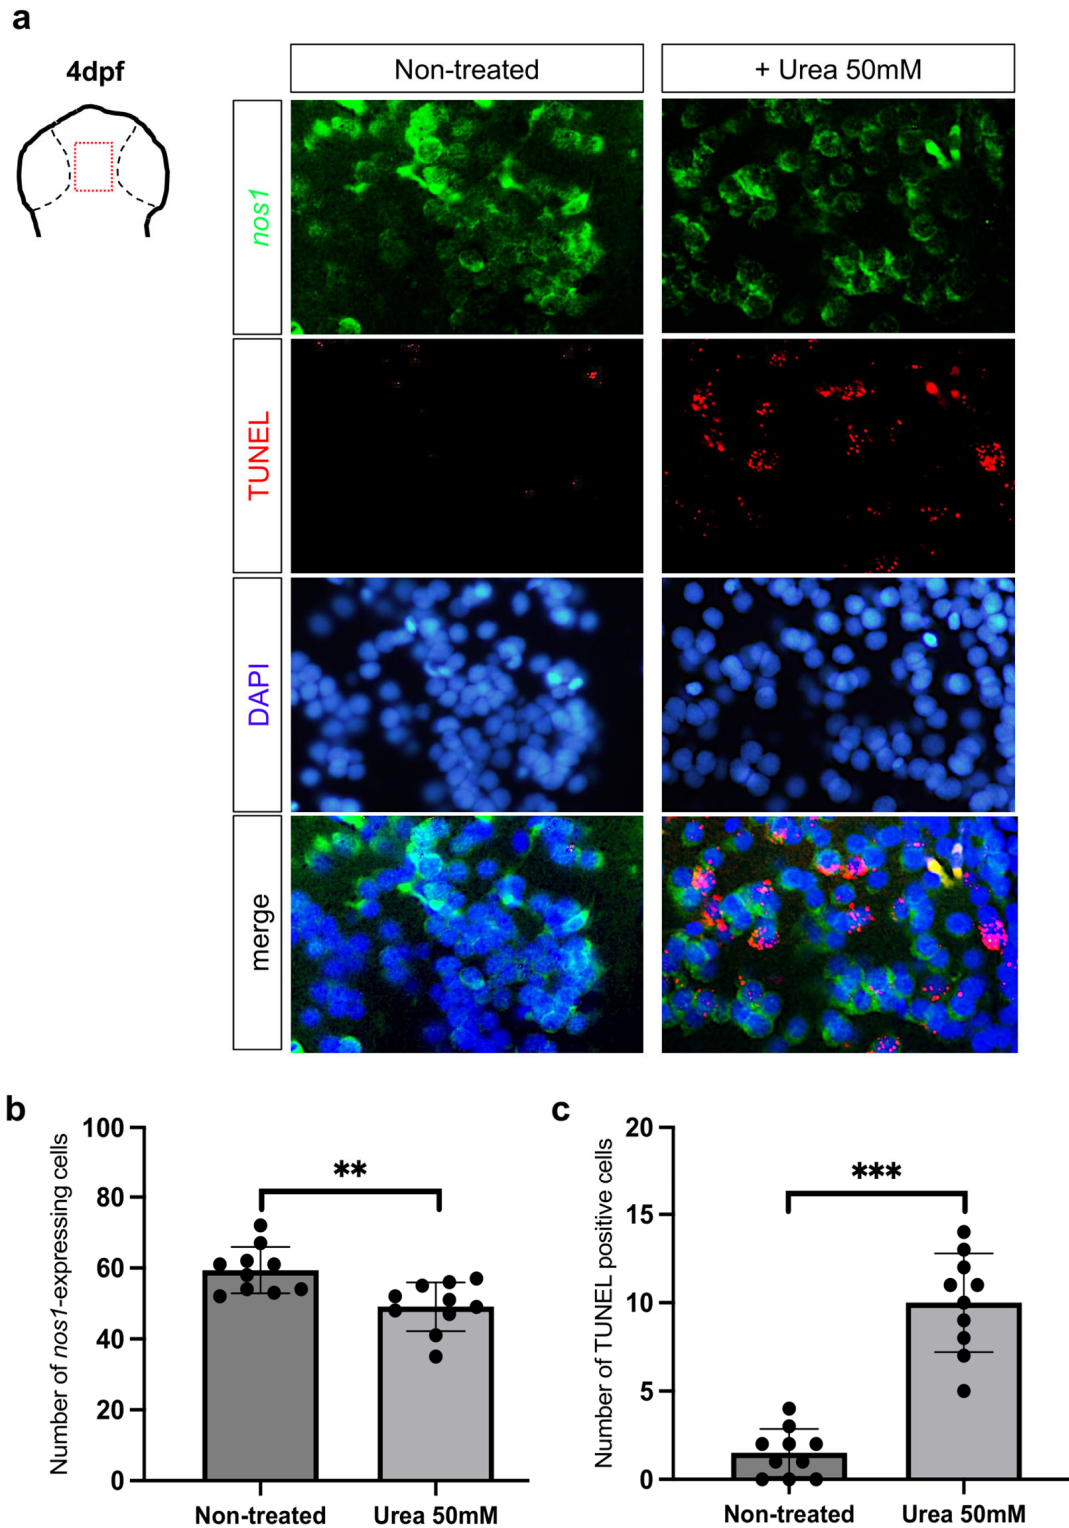 a
4dpf
Non-treated
+ Urea 50mM
nos1
TUNEL
DAPI
merge
b
Number of nos1-expressing cells
100
80
60
40
20
0
**
Non-treated
Urea 50mM
c
Number of TUNEL positive cells
20
15
10
5
0
***
Non-treated
Urea 50mM